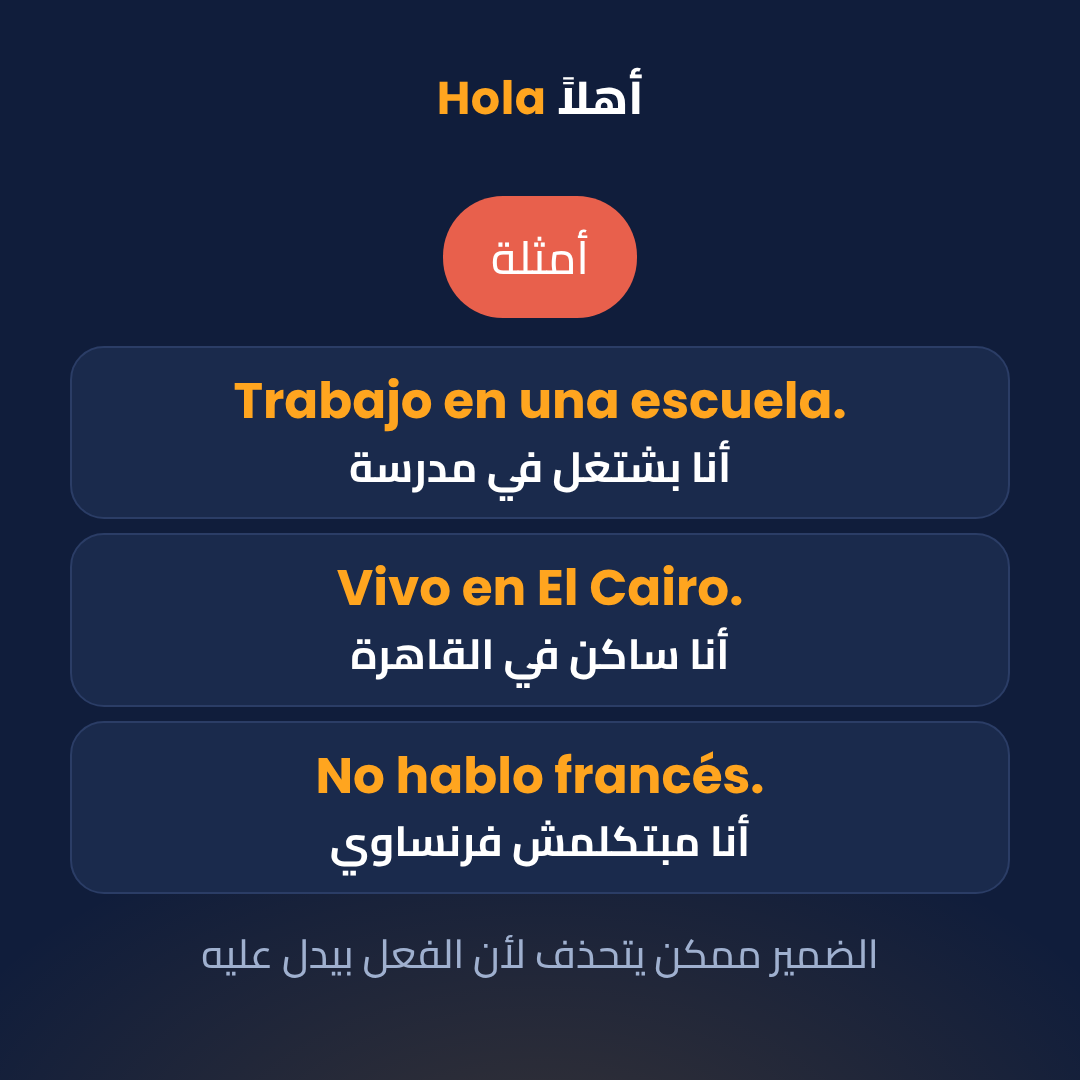 أهلاً Hola
أمثلة
Trabajo en una escuela.
أنا بشتغل في مدرسة
Vivo en El Cairo.
أنا ساكن في القاهرة
No hablo francés.
أنا مبتكلمش فرنساوي
الضمير ممكن يتحذف لأن الفعل بيدل عليه